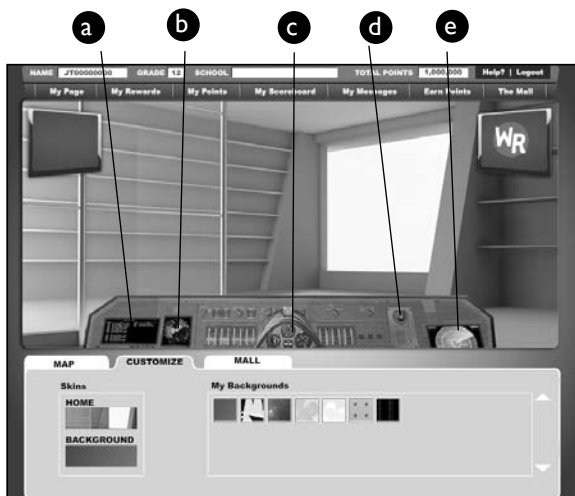 a b c d e
NAME JT00000000 GRADE 12 SCHOOL TOTAL POINTS 1,000,000 Help? | Logout
My Page My Rewards My Points My Scoreboard My Messages Earn Points The Mall
WR
MAP CUSTOMIZE MALL
Skins My Backgrounds
HOME
BACKGROUND